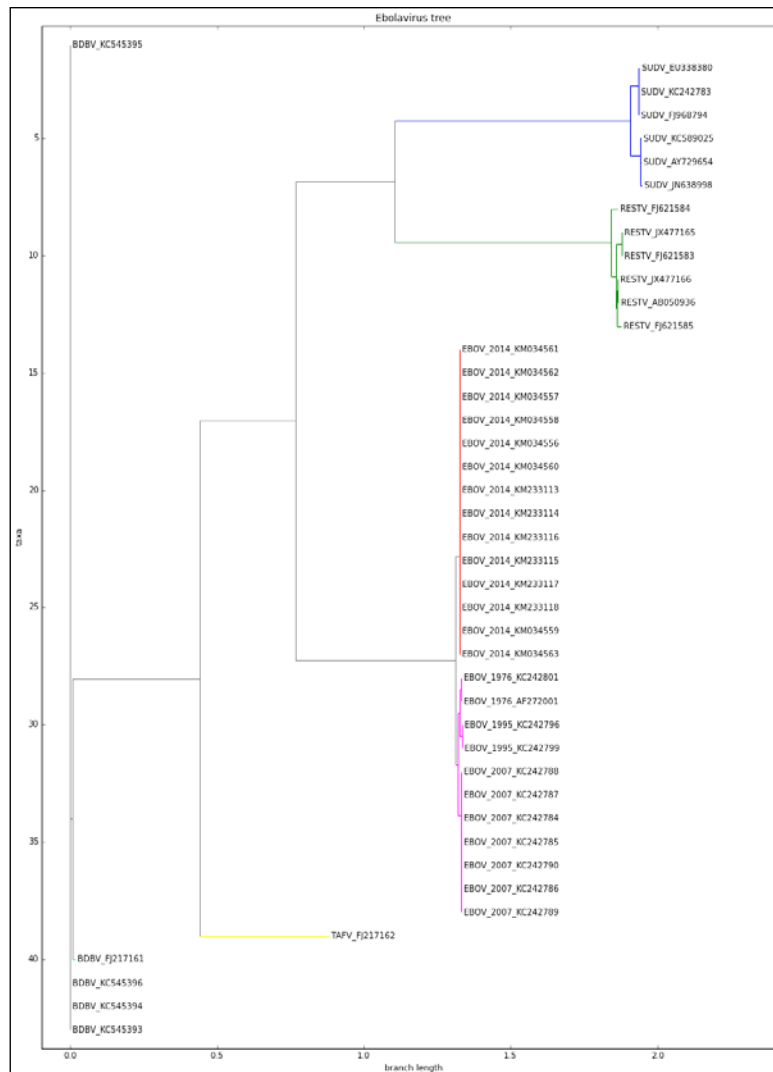 Ebolavirus tree
BDBV_KC545395
SUDV_EU338380
SUDV_KC242783
SUDV_FJ968794
5
SUDV_KC589025
SUDV_AY729654
SUDV_JN638998
RESTV_FJ621584
RESTV_JX477165
10
RESTV_FJ621583
RESTV_JX477166
RESTV_AB050936
RESTV_FJ621585
EBOV_2014_KM034561
15
EBOV_2014_KM034562
EBOV_2014_KM034557
EBOV_2014_KM034558
EBOV_2014_KM034556
EBOV_2014_KM034560
20
EBOV_2014_KM233113
EBOV_2014_KM233114
taxa
EBOV_2014_KM233116
EBOV_2014_KM233115
EBOV_2014_KM233117
25
EBOV_2014_KM233118
EBOV_2014_KM034559
EBOV_2014_KM034563
EBOV_1976_KC242801
EBOV_1976_AF272001
30
EBOV_1995_KC242796
EBOV_1995_KC242799
EBOV_2007_KC242788
EBOV_2007_KC242787
EBOV_2007_KC242784
35
EBOV_2007_KC242785
EBOV_2007_KC242790
EBOV_2007_KC242786
EBOV_2007_KC242789
TAFV_FJ217162
40
BDBV_FJ217161
BDBV_KC545396
BDBV_KC545394
BDBV_KC545393
0.0 0.5 1.0 1.5 2.0
branch length